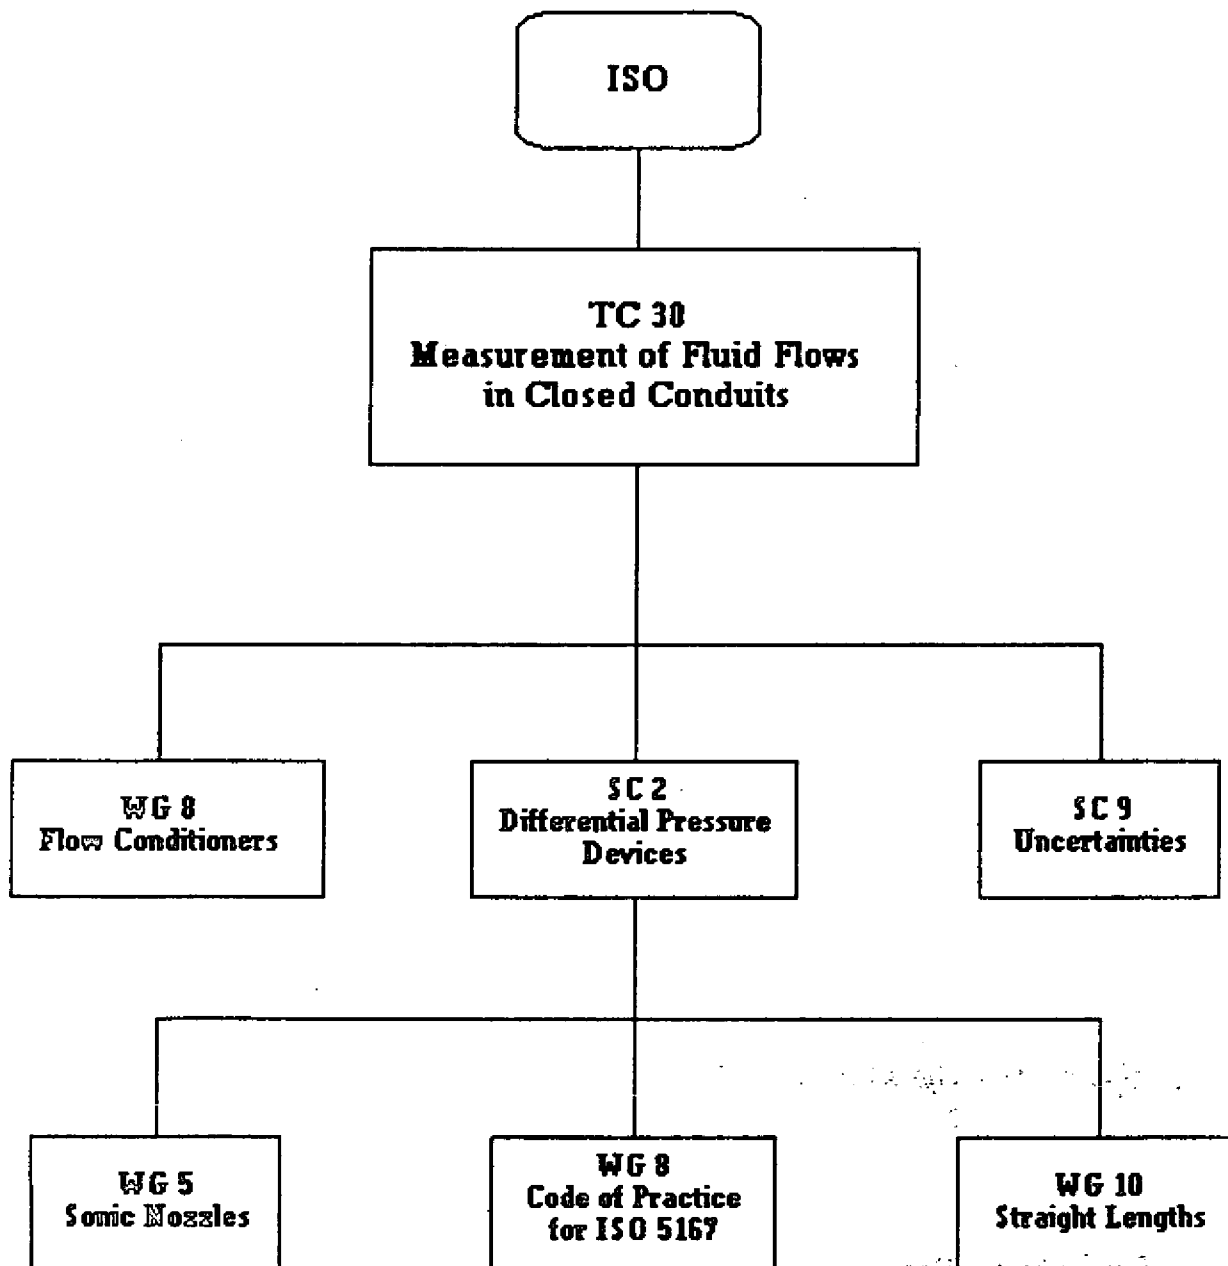 ISO
TC 30
Measurement of Fluid Flows
in Closed Conduits
WG 8
Flow Conditioners
SC 2
Differential Pressure
Devices
SC 9
Uncertainties
WG 5
Sonic Nozzles
WG 8
Code of Practice
for ISO 5167
WG 10
Straight Lengths